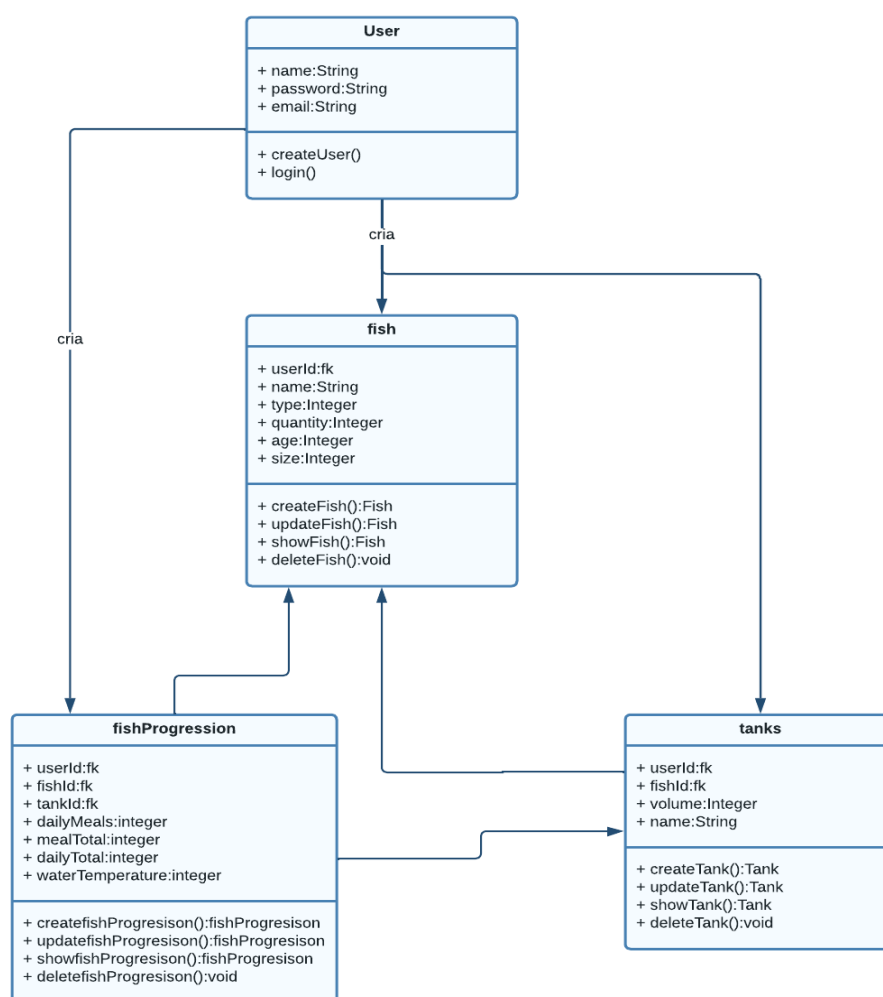 User
+ name:String
+ password:String
+ email:String
+ createUser()
+ login()
cria
cria
fish
+ userId:fk
+ name:String
+ type:Integer
+ quantity:Integer
+ age:Integer
+ size:Integer
+ createFish():Fish
+ updateFish():Fish
+ showFish():Fish
+ deleteFish():void
fishProgression
+ userId:fk
+ fishId:fk
+ tankId:fk
+ dailyMeals:integer
+ mealTotal:integer
+ dailyTotal:integer
+ waterTemperature:integer
+ createfishProgresison():fishProgresison
+ updatefishProgresison():fishProgresison
+ showfishProgresison():fishProgresison
+ deletefishProgresison():void
tanks
+ userId:fk
+ fishId:fk
+ volume:Integer
+ name:String
+ createTank():Tank
+ updateTank():Tank
+ showTank():Tank
+ deleteTank():void